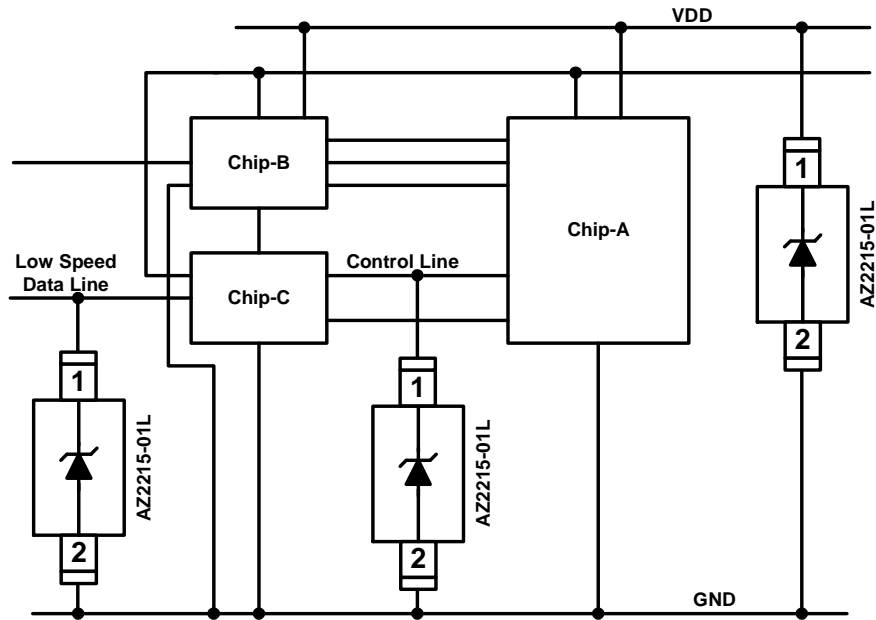 VDD
Chip-B
Chip-A
1
AZ2215-01L
2
Low Speed
Data Line
Chip-C
Control Line
1
AZ2215-01L
2
1
AZ2215-01L
2
GND